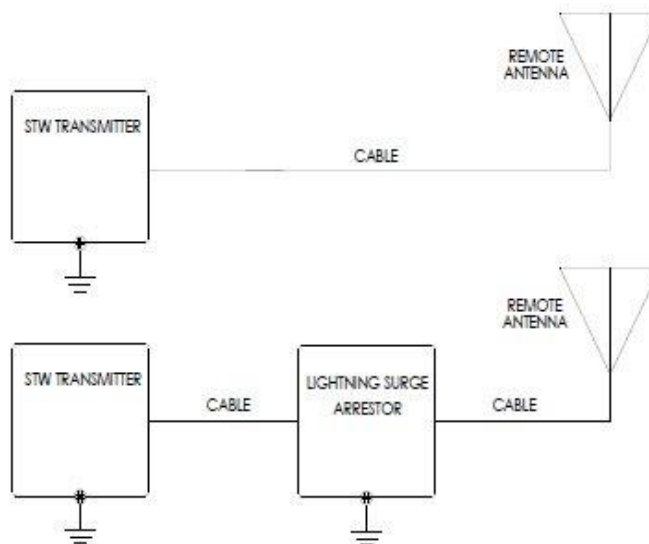 REMOTE
ANTENNA
STW TRANSMITTER
CABLE
REMOTE
ANTENNA
STW TRANSMITTER
LIGHTNING SURGE
ARRESTOR
CABLE
CABLE